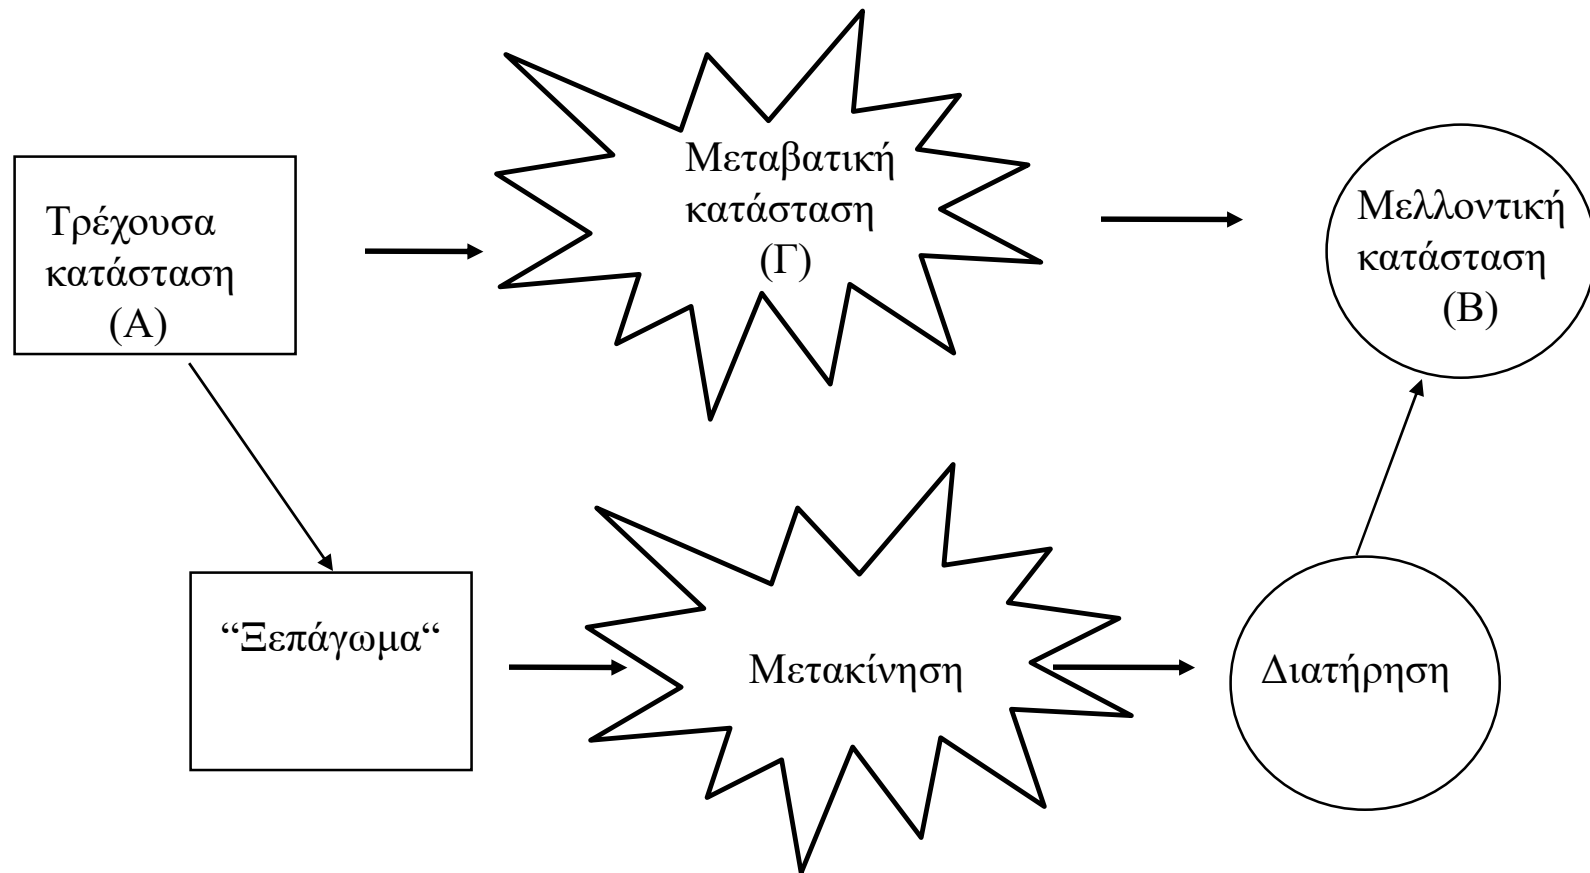 Τρέχουσα
κατάσταση
(Α)
Μεταβατική
κατάσταση
(Γ)
Μελλοντική
κατάσταση
(Β)
“Ξεπάγωμα“
Μετακίνηση
Διατήρηση